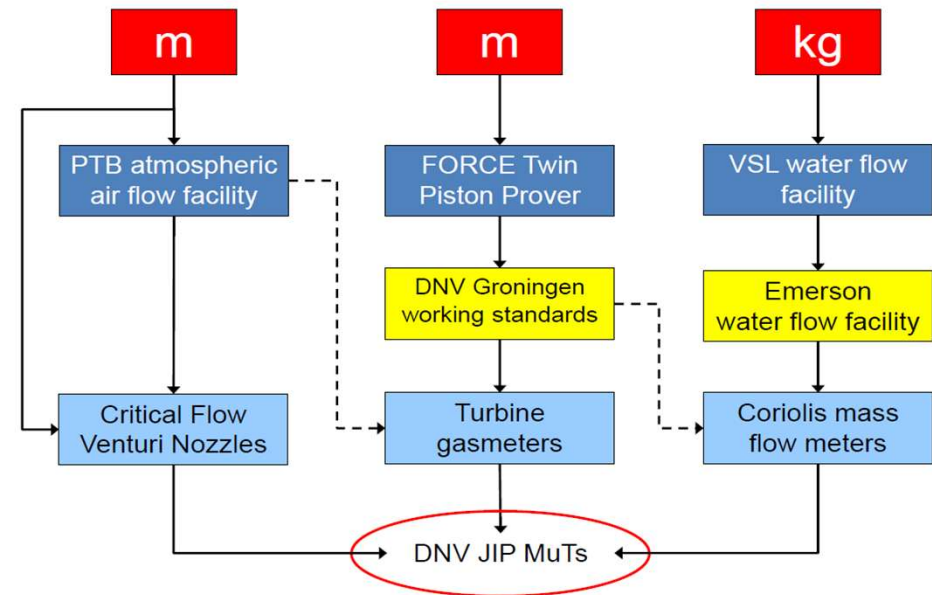 m
m
kg
PTB atmospheric
air flow facility
FORCE Twin
Piston Prover
VSL water flow
facility
DNV Groningen
working standards
Emerson
water flow facility
Critical Flow
Venturi Nozzles
Turbine
gasmeters
Coriolis mass
flow meters
DNV JIP MuTs